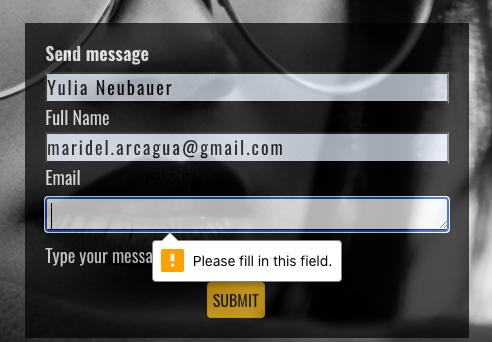 Send message
Yulia Neubauer
Full Name
maridel.arcagua@gmail.com
Email
Type your messa
Please fill in this field.
SUBMIT